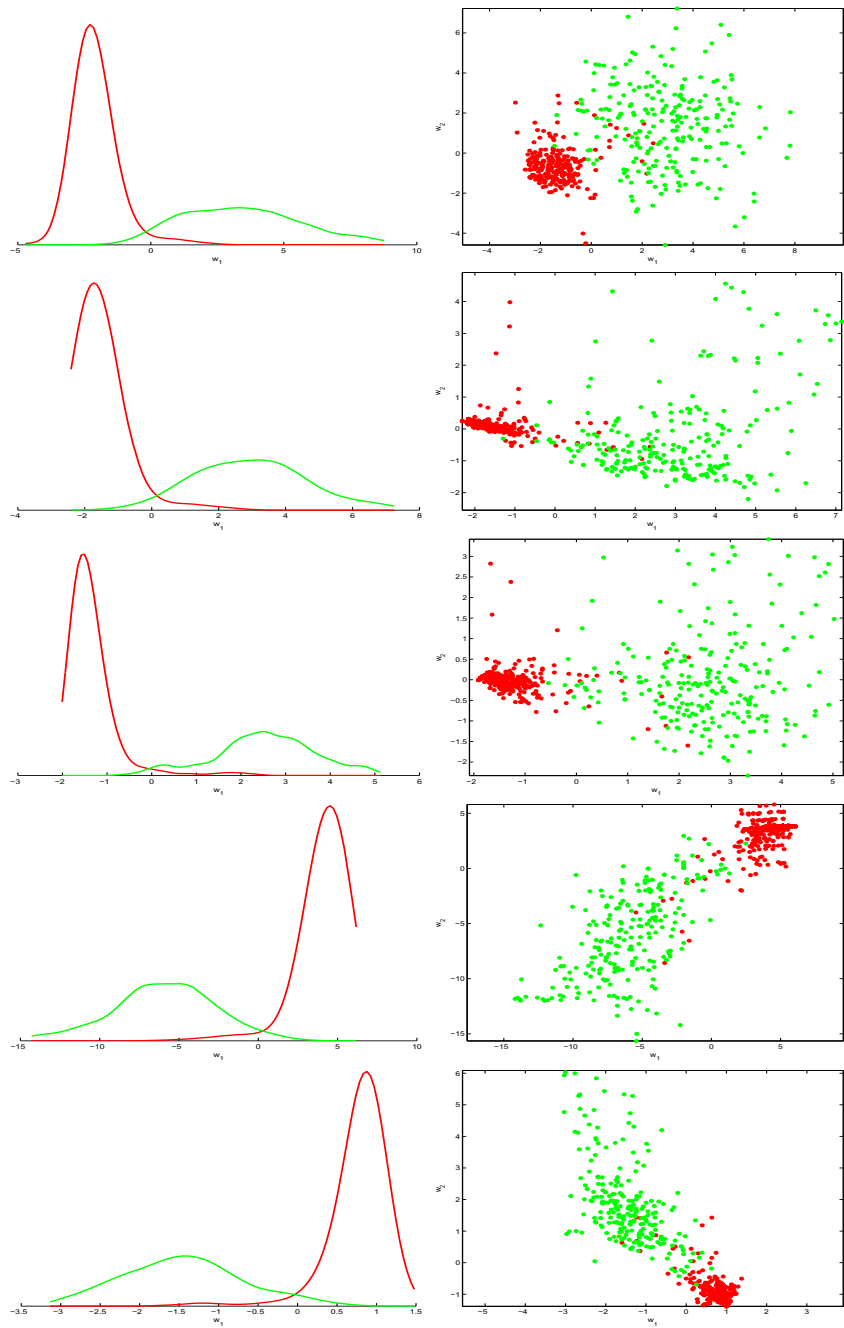 −5 0 5 10
w₁
6 4 2 0 −2 −4
w₂
−4 −2 0 2 4 6 8
w₁
−4 −2 0 2 4 6 8
w₁
4 3 2 1 0 −1 −2
w₂
−2 −1 0 1 2 3 4 5 6 7
w₁
−3 −2 −1 0 1 2 3 4 5 6
w₁
3 2.5 2 1.5 1 0.5 0 −0.5 −1 −1.5 −2
w₂
−2 −1 0 1 2 3 4 5
w₁
−15 −10 −5 0 5 10
w₁
5 0 −5 −10 −15
w₂
−15 −10 −5 0 5
w₁
−3.5 −3 −2.5 −2 −1.5 −1 −0.5 0 0.5 1 1.5
w₁
6 5 4 3 2 1 0 −1
w₂
−5 −4 −3 −2 −1 0 1 2 3
w₁